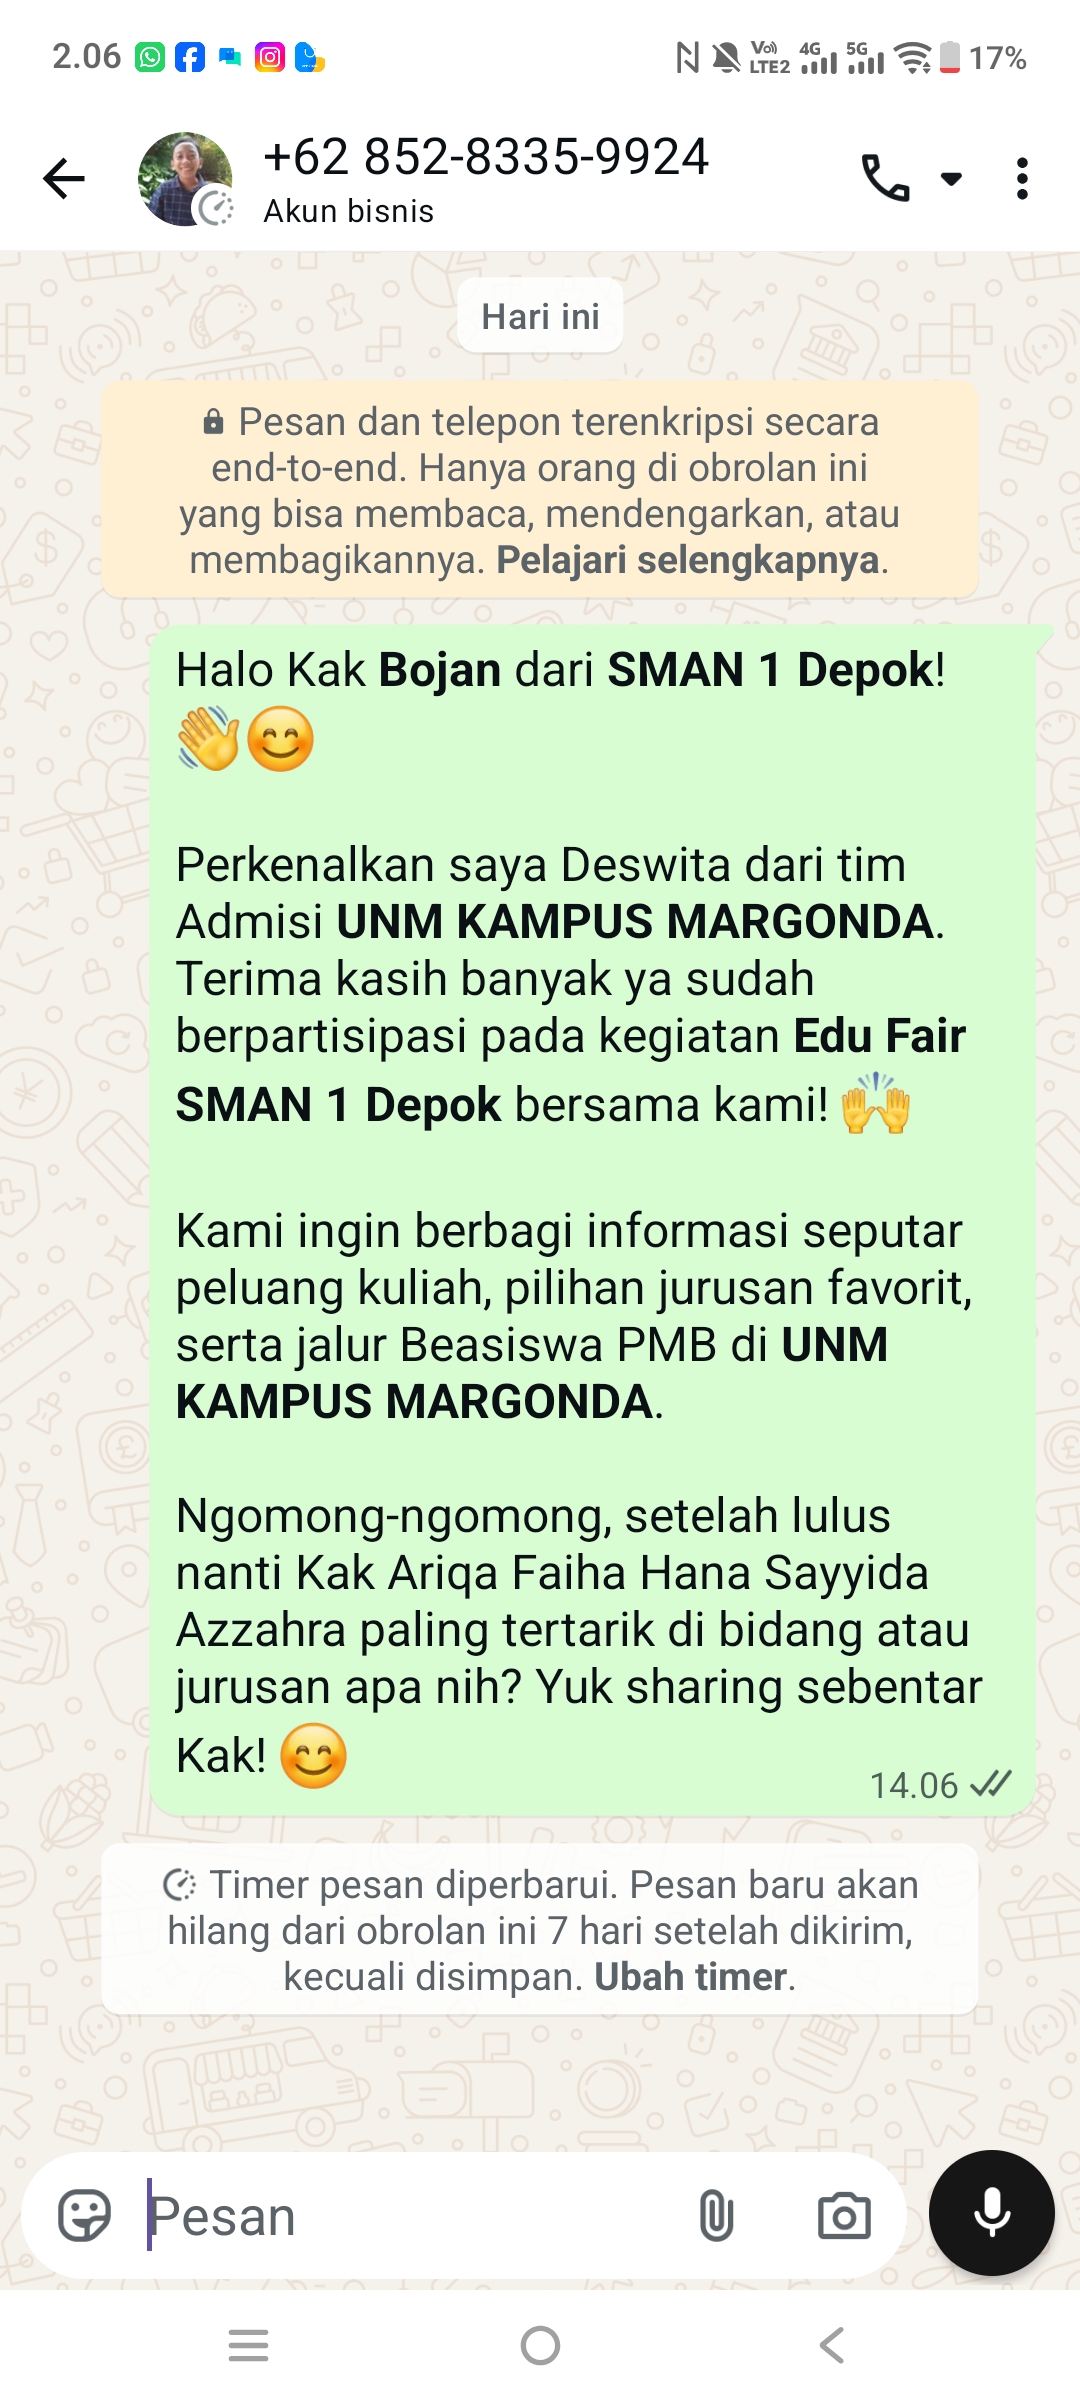 2.06 Vo) LTE2 4G 5G 17%
+62 852-8335-9924
Akun bisnis
Hari ini
Pesan dan telepon terenkripsi secara
end-to-end. Hanya orang di obrolan ini
yang bisa membaca, mendengarkan, atau
membagikannya. Pelajari selengkapnya.
Halo Kak Bojan dari SMAN 1 Depok!
👋😊
Perkenalkan saya Deswita dari tim
Admisi UNM KAMPUS MARGONDA.
Terima kasih banyak ya sudah
berpartisipasi pada kegiatan Edu Fair
SMAN 1 Depok bersama kami! 🙌
Kami ingin berbagi informasi seputar
peluang kuliah, pilihan jurusan favorit,
serta jalur Beasiswa PMB di UNM
KAMPUS MARGONDA.
Ngomong-ngomong, setelah lulus
nanti Kak Ariqa Faiha Hana Sayyida
Azzahra paling tertarik di bidang atau
jurusan apa nih? Yuk sharing sebentar
Kak! 😊
14.06
Timer pesan diperbarui. Pesan baru akan
hilang dari obrolan ini 7 hari setelah dikirim,
kecuali disimpan. Ubah timer.
Pesan